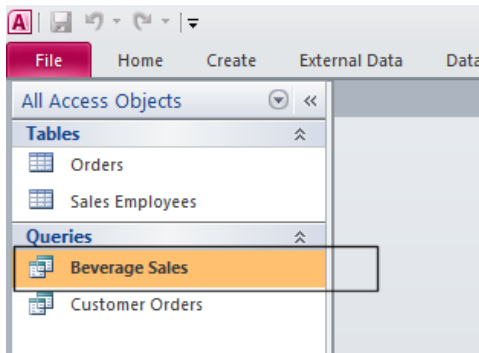 A
File Home Create External Data Data
All Access Objects
Tables
Orders
Sales Employees
Queries
Beverage Sales
Customer Orders